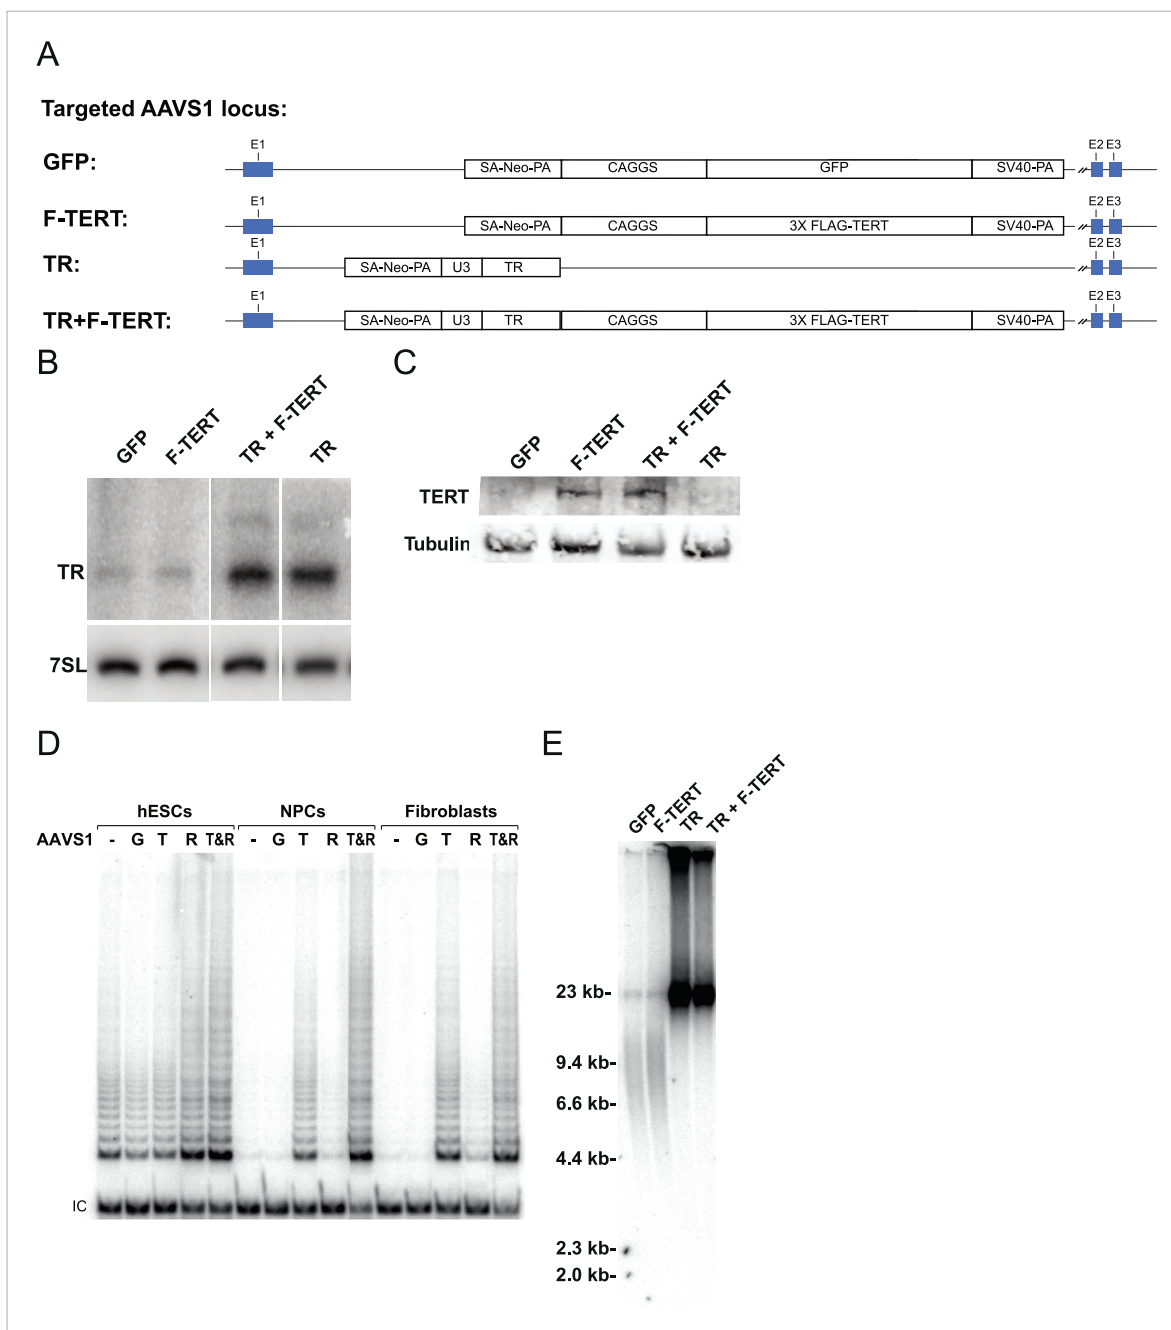 A
Targeted AAVS1 locus:
GFP:
E1
SA-Neo-PA CAGGS GFP SV40-PA
E2 E3
F-TERT:
E1
SA-Neo-PA CAGGS 3X FLAG-TERT SV40-PA
E2 E3
TR:
E1
SA-Neo-PA U3 TR
E2 E3
TR+F-TERT:
E1
SA-Neo-PA U3 TR CAGGS 3X FLAG-TERT SV40-PA
E2 E3
B
GFP F-TERT TR + F-TERT TR
TR
7SL
C
GFP F-TERT TR + F-TERT TR
TERT
Tubulin
D
hESCs NPCs Fibroblasts
AAVS1 - G T R T&R - G T R T&R - G T R T&R
IC
E
GFP F-TERT TR TR + F-TERT
23 kb-
9.4 kb-
6.6 kb-
4.4 kb-
2.3 kb-
2.0 kb-